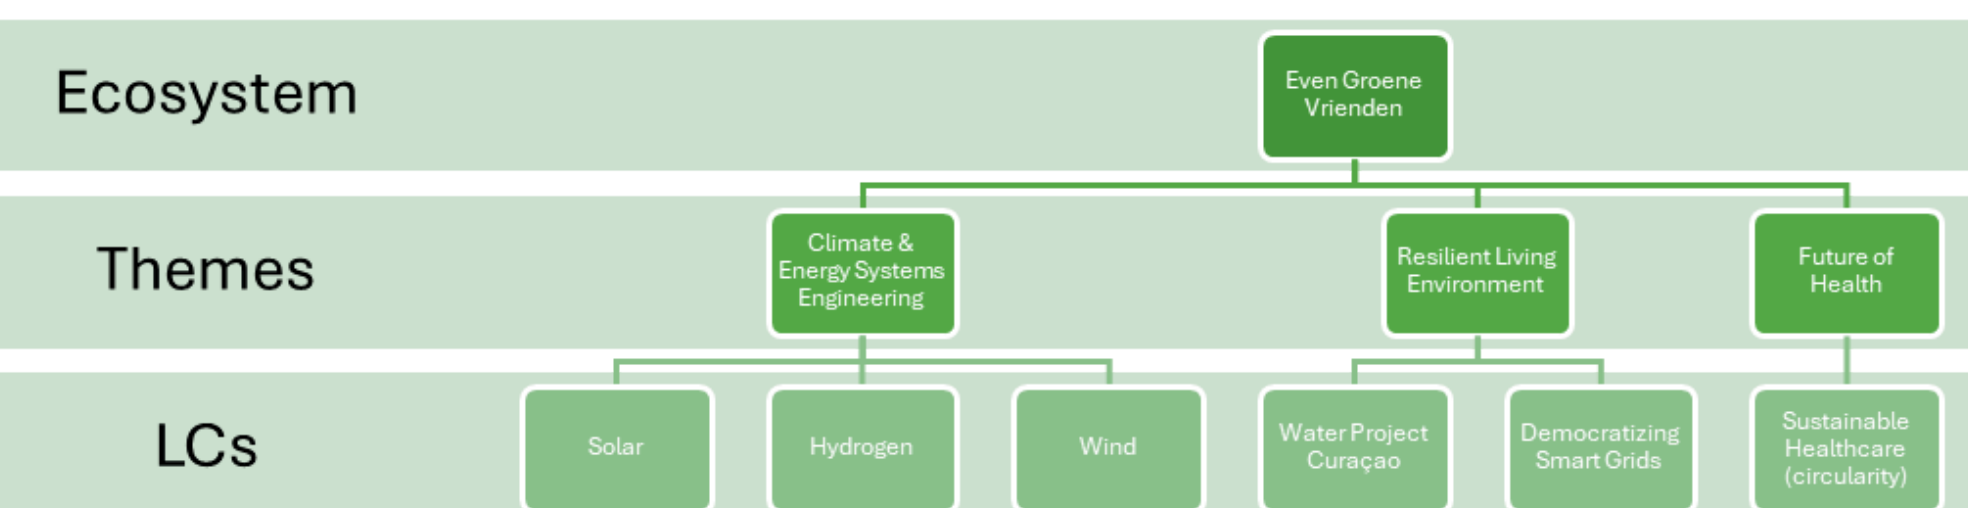 Ecosystem
Even Groene
Vrienden
Themes
Climate &
Energy Systems
Engineering
Resilient Living
Environment
Future of
Health
LCs
Solar
Hydrogen
Wind
Water Project
Curaçao
Democratizing
Smart Grids
Sustainable
Healthcare
(circularity)